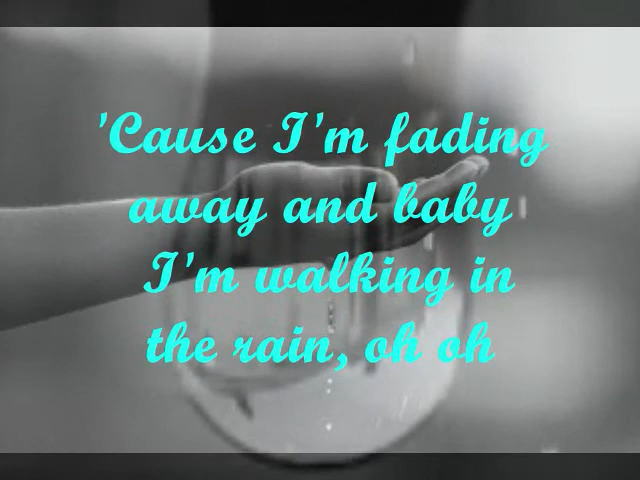 'Cause I'm fading
away and baby
I'm walking in
the rain, oh oh